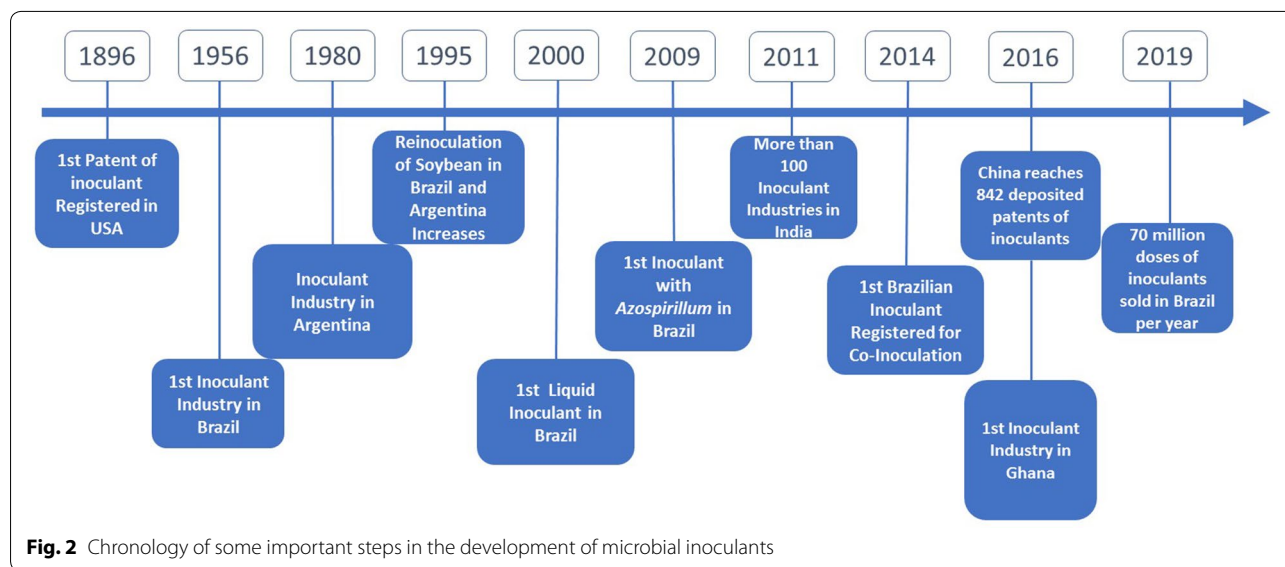 1896
1956
1980
1995
2000
2009
2011
2014
2016
2019
1st Patent of
inoculant
Registered in
USA
1st Inoculant
Industry in
Brazil
Inoculant
Industry in
Argentina
Reinoculation
of Soybean in
Brazil and
Argentina
Increases
1st Liquid
Inoculant in
Brazil
1st Inoculant
with
Azospirillum in
Brazil
More than
100
Inoculant
Industries in
India
1st Brazilian
Inoculant
Registered for
Co-Inoculation
China reaches
842 deposited
patents of
inoculants
1st Inoculant
Industry in
Ghana
70 million
doses of
inoculants
sold in Brazil
per year
Fig. 2 Chronology of some important steps in the development of microbial inoculants